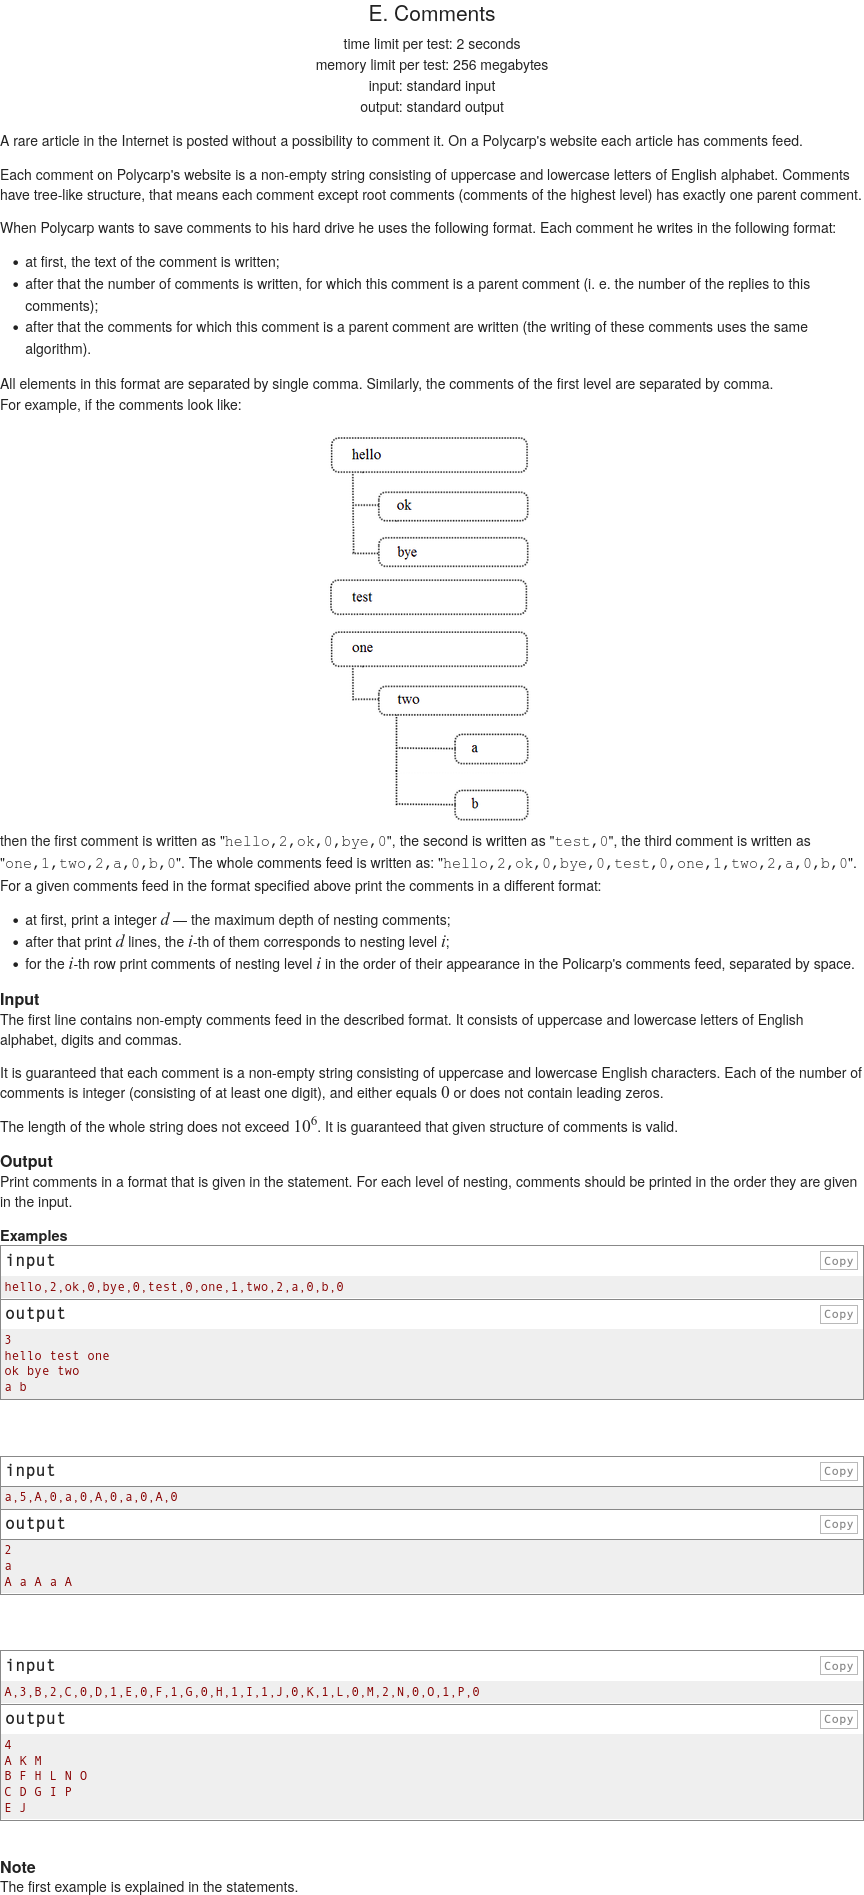 E. Comments
time limit per test: 2 seconds
memory limit per test: 256 megabytes
input: standard input
output: standard output
A rare article in the Internet is posted without a possibility to comment it. On a Polycarp's website each article has comments feed.
Each comment on Polycarp's website is a non-empty string consisting of uppercase and lowercase letters of English alphabet. Comments
have tree-like structure, that means each comment except root comments (comments of the highest level) has exactly one parent comment.
When Polycarp wants to save comments to his hard drive he uses the following format. Each comment he writes in the following format:
• at first, the text of the comment is written;
• after that the number of comments is written, for which this comment is a parent comment (i. e. the number of the replies to this
comments);
• after that the comments for which this comment is a parent comment are written (the writing of these comments uses the same
algorithm).
All elements in this format are separated by single comma. Similarly, the comments of the first level are separated by comma.
For example, if the comments look like:
hello
ok
bye
test
one
two
a
b
then the first comment is written as "hello,2,ok,0,bye,0", the second is written as "test,0", the third comment is written as
"one,1,two,2,a,0,b,0". The whole comments feed is written as: "hello,2,ok,0,bye,0,test,0,one,1,two,2,a,0,b,0".
For a given comments feed in the format specified above print the comments in a different format:
• at first, print a integer d — the maximum depth of nesting comments;
• after that print d lines, the i-th of them corresponds to nesting level i;
• for the i-th row print comments of nesting level i in the order of their appearance in the Policarp's comments feed, separated by space.
Input
The first line contains non-empty comments feed in the described format. It consists of uppercase and lowercase letters of English
alphabet, digits and commas.
It is guaranteed that each comment is a non-empty string consisting of uppercase and lowercase English characters. Each of the number of
comments is integer (consisting of at least one digit), and either equals 0 or does not contain leading zeros.
The length of the whole string does not exceed 10^6. It is guaranteed that given structure of comments is valid.
Output
Print comments in a format that is given in the statement. For each level of nesting, comments should be printed in the order they are given
in the input.
Examples
input Copy
hello,2,ok,0,bye,0,test,0,one,1,two,2,a,0,b,0
output Copy
3
hello test one
ok bye two
a b
input Copy
a,5,A,0,a,0,A,0,a,0,A,0
output Copy
2
a
A a A a A
input Copy
A,3,B,2,C,0,D,1,E,0,F,1,G,0,H,1,I,1,J,0,K,1,L,0,M,2,N,0,O,1,P,0
output Copy
4
A K M
B F H L N O
C D G I P
E J
Note
The first example is explained in the statements.